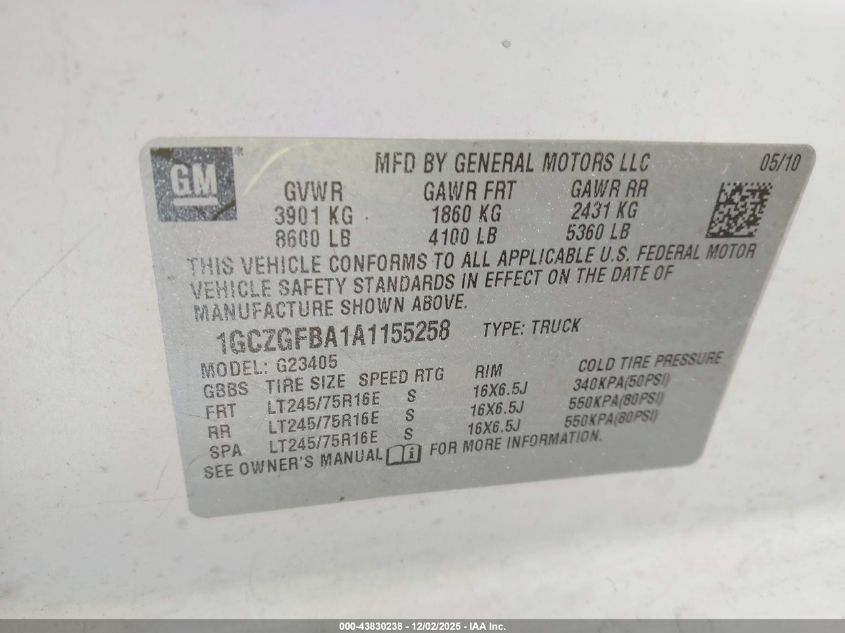 GM
MFD BY GENERAL MOTORS LLC 05/10
GVWR GAWR FRT GAWR RR
3901 KG 1860 KG 2431 KG
8600 LB 4100 LB 5360 LB
THIS VEHICLE CONFORMS TO ALL APPLICABLE U.S. FEDERAL MOTOR
VEHICLE SAFETY STANDARDS IN EFFECT ON THE DATE OF
MANUFACTURE SHOWN ABOVE.
1GCZGFBA1A1155258 TYPE: TRUCK
MODEL: G23405
GBBS TIRE SIZE SPEED RTG RIM COLD TIRE PRESSURE
FRT LT245/75R16E S 16X6.5J 340KPA(50PSI)
RR LT245/75R16E S 16X6.5J 550KPA(80PSI)
SPA LT245/75R16E S 16X6.5J 550KPA(80PSI)
SEE OWNER'S MANUAL FOR MORE INFORMATION.
000-43830238 - 12/02/2025 - IAA Inc.